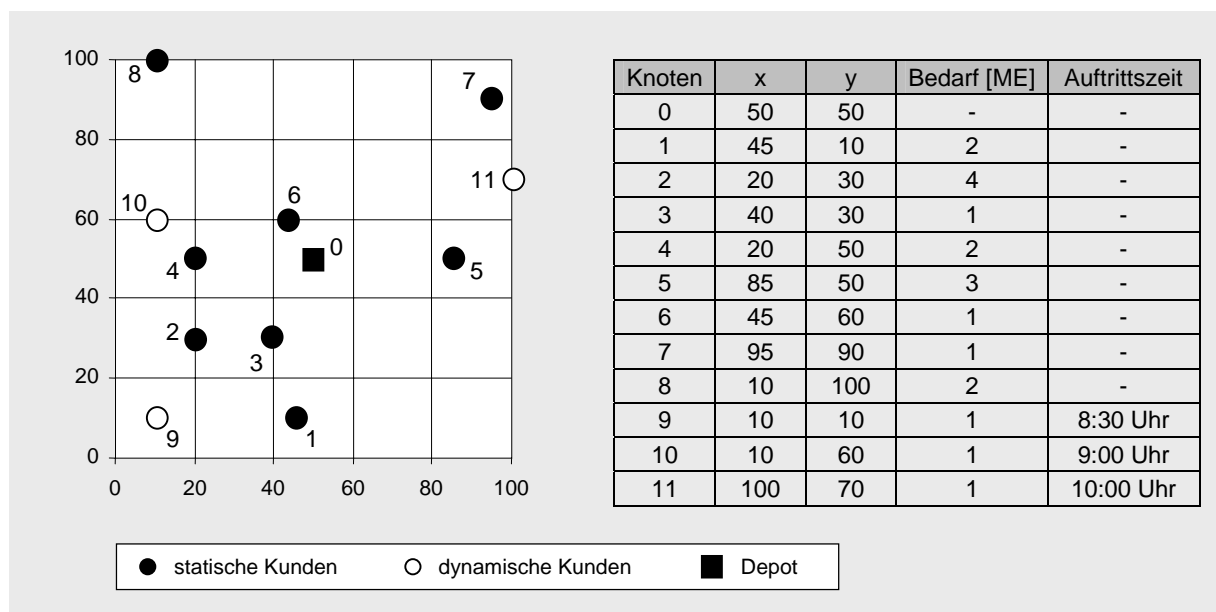 100
80
60
40
20
0
0 20 40 60 80 100
8
7
11
10
6
0
4
5
2
3
9
1
Knoten x y Bedarf [ME] Auftrittszeit
0 50 50 - -
1 45 10 2 -
2 20 30 4 -
3 40 30 1 -
4 20 50 2 -
5 85 50 3 -
6 45 60 1 -
7 95 90 1 -
8 10 100 2 -
9 10 10 1 8:30 Uhr
10 10 60 1 9:00 Uhr
11 100 70 1 10:00 Uhr
statische Kunden dynamische Kunden Depot